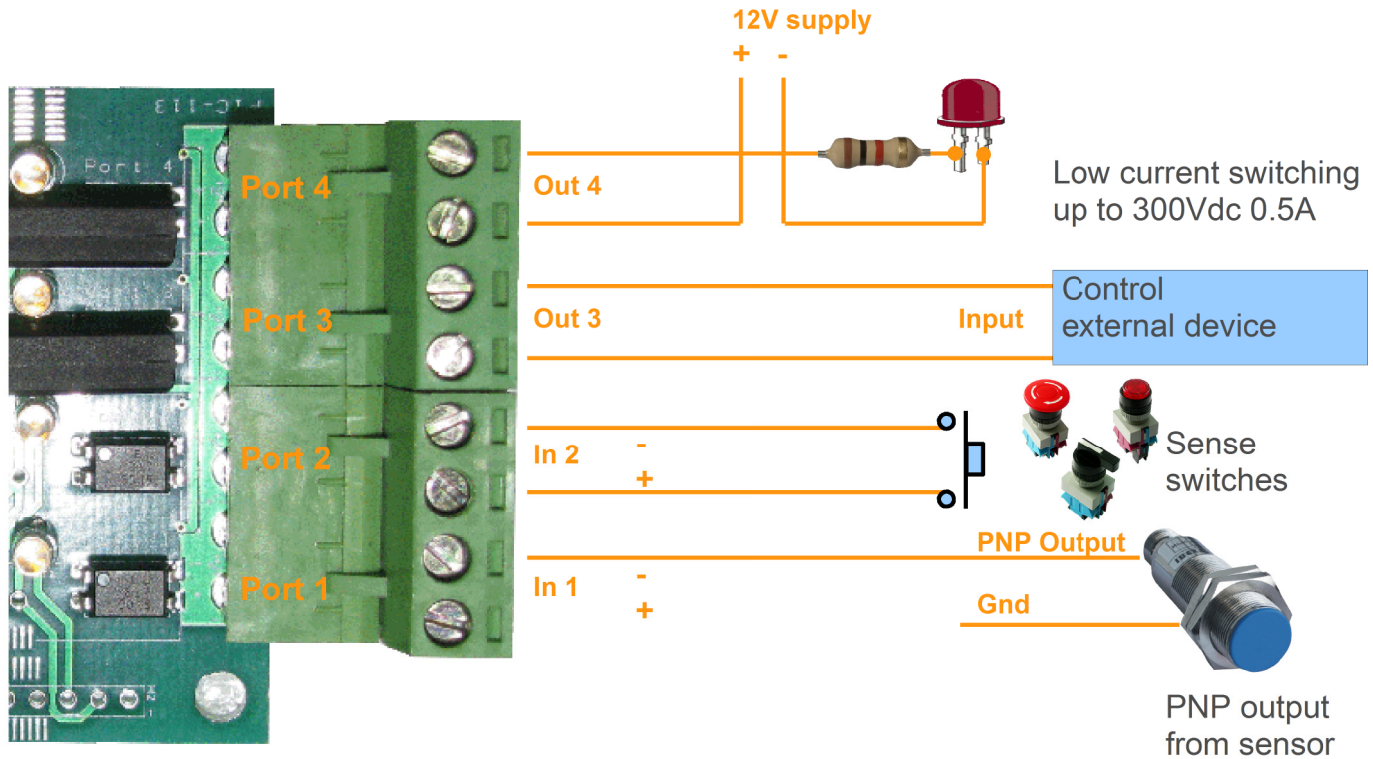 12V supply
+ -
Port 4
Port 4
Out 4
Low current switching
up to 300Vdc 0.5A
Port 3
Out 3
Input
Control
external device
Port 2
In 2
-
+
Sense
switches
PNP Output
Port 1
In 1
-
+
Gnd
PNP output
from sensor